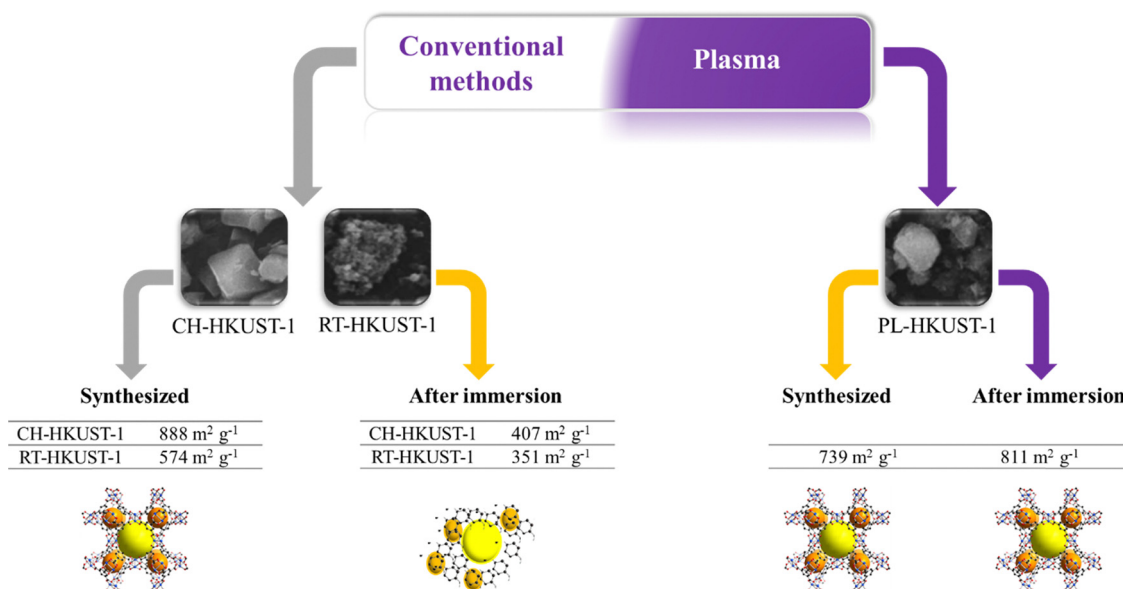 Conventional
methods
Plasma
CH-HKUST-1
RT-HKUST-1
PL-HKUST-1
Synthesized
CH-HKUST-1 888 m² g⁻¹
RT-HKUST-1 574 m² g⁻¹
After immersion
CH-HKUST-1 407 m² g⁻¹
RT-HKUST-1 351 m² g⁻¹
Synthesized After immersion
739 m² g⁻¹ 811 m² g⁻¹